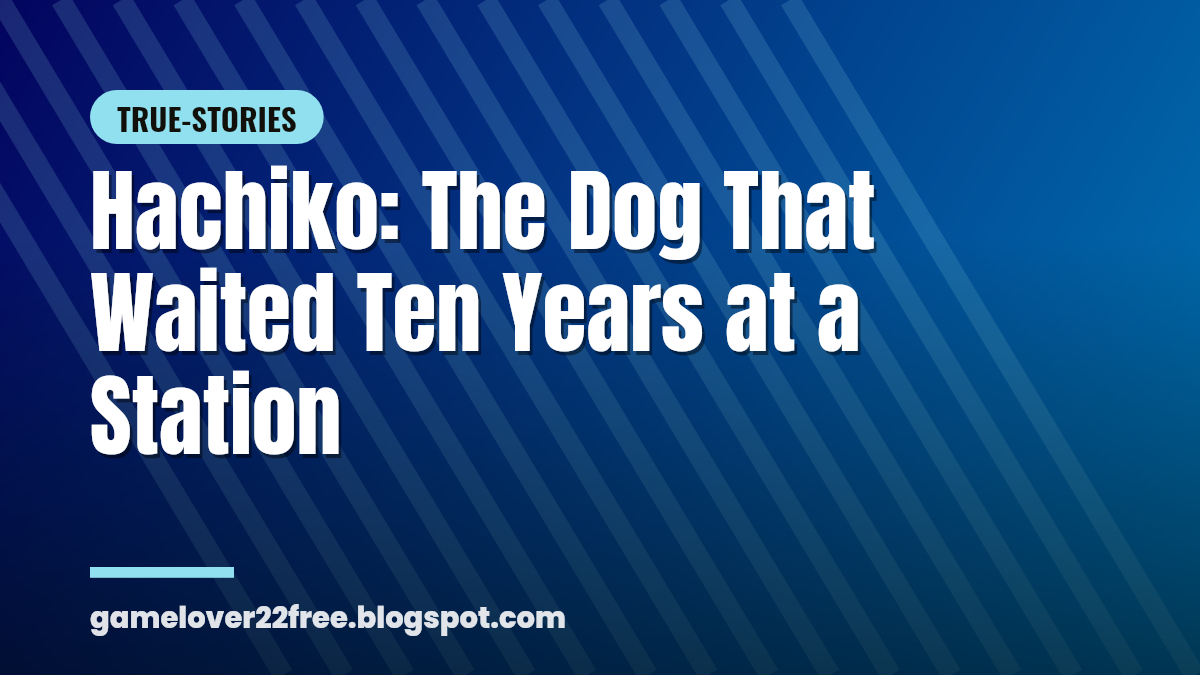 TRUE-STORIES
Hachiko: The Dog That
Waited Ten Years at a
Station
gamelover22free.blogspot.com